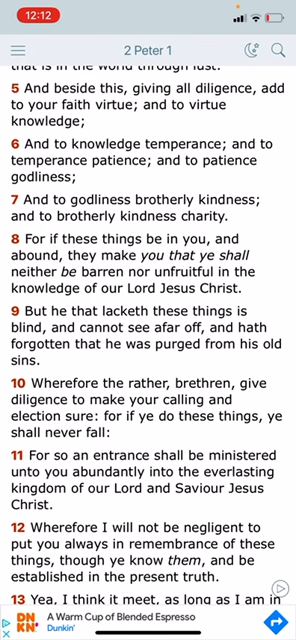 12:12
2 Peter 1
that is in the world through lust.
5 And beside this, giving all diligence, add
to your faith virtue; and to virtue
knowledge;
6 And to knowledge temperance; and to
temperance patience; and to patience
godliness;
7 And to godliness brotherly kindness;
and to brotherly kindness charity.
8 For if these things be in you, and
abound, they make you that ye shall
neither be barren nor unfruitful in the
knowledge of our Lord Jesus Christ.
9 But he that lacketh these things is
blind, and cannot see afar off, and hath
forgotten that he was purged from his old
sins.
10 Wherefore the rather, brethren, give
diligence to make your calling and
election sure: for if ye do these things, ye
shall never fall:
11 For so an entrance shall be ministered
unto you abundantly into the everlasting
kingdom of our Lord and Saviour Jesus
Christ.
12 Wherefore I will not be negligent to
put you always in remembrance of these
things, though ye know them, and be
established in the present truth.
13 Yea, I think it meet, as long as I am in
DN
KN'
A Warm Cup of Blended Espresso
Dunkin'